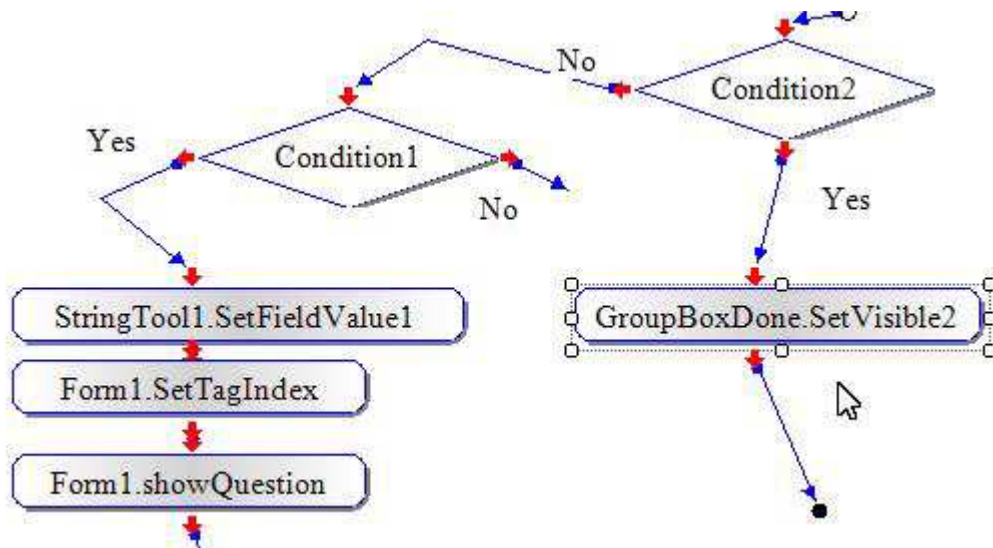 No
Condition2
Yes
Condition1
No
Yes
StringTool1.SetFieldValue1
GroupBoxDone.SetVisible2
Form1.SetTagIndex
Form1.showQuestion